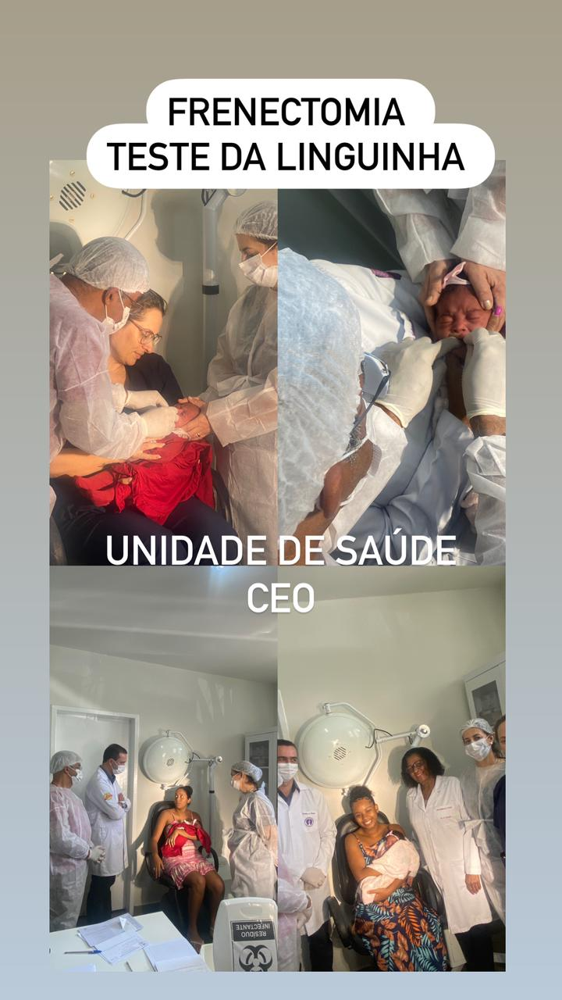 FRENECTOMIA
TESTE DA LINGUINHA
UNIDADE DE SAÚDE
CEO
RESÍDUO
INFECTANTE